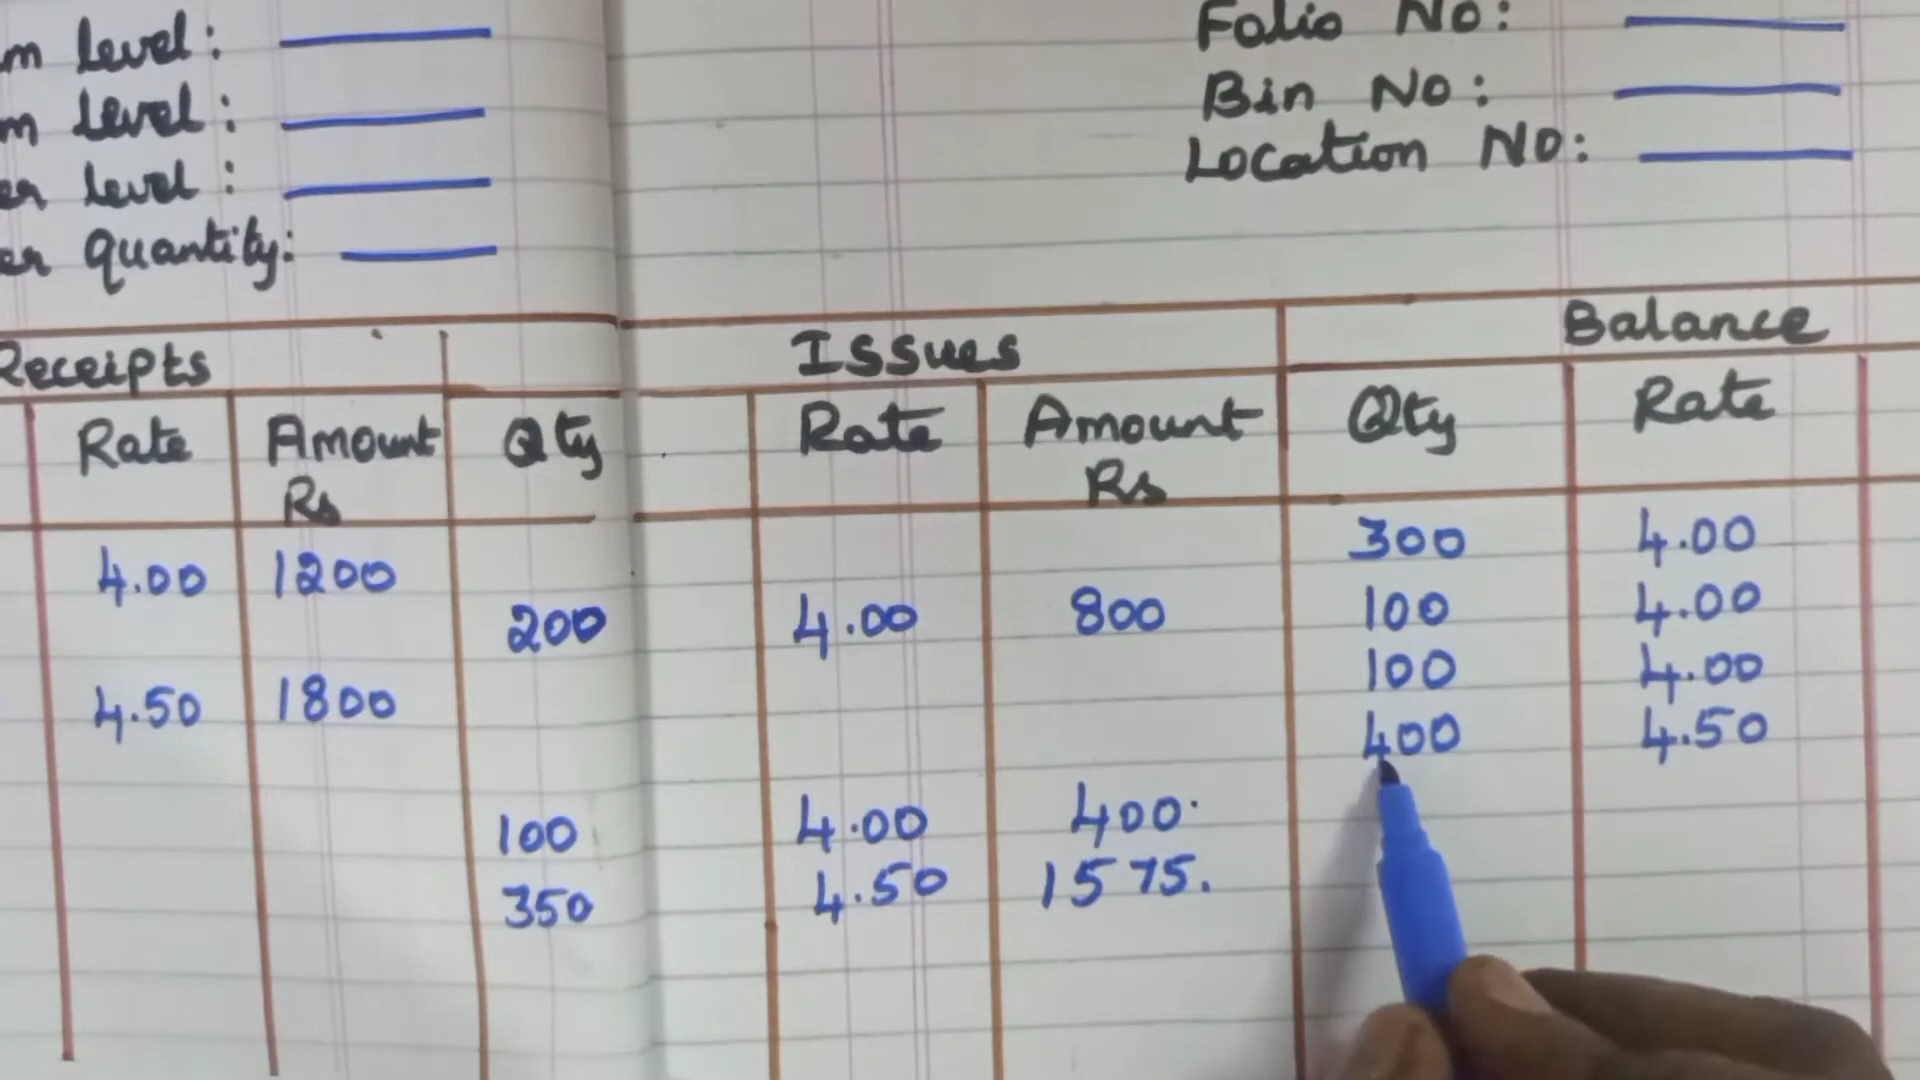 m level:
m level:
er level:
er quantity:
Folio No:
Bin No:
Location No:
Receipts Issues Balance
Rate Amount Rs Qty Rate Amount Rs Qty Rate
4.00 1200 300 4.00
200 4.00 800 100 4.00
100 4.00
4.50 1800 400 4.50
100 4.00 400
350 4.50 1575.